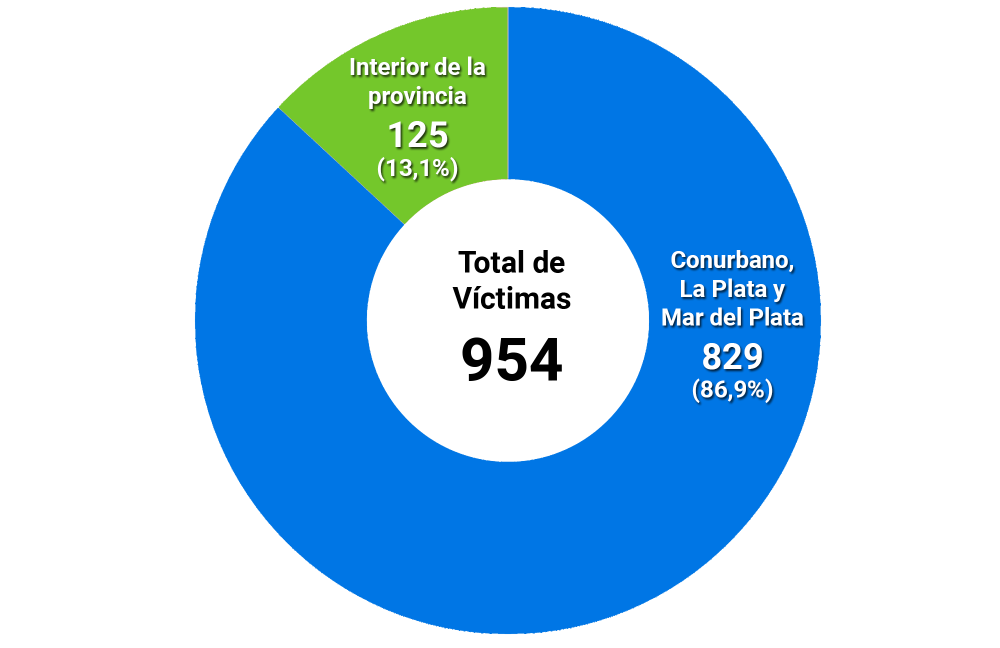 Interior de la
provincia
125
(13,1%)
Total de
Víctimas
954
Conurbano,
La Plata y
Mar del Plata
829
(86,9%)